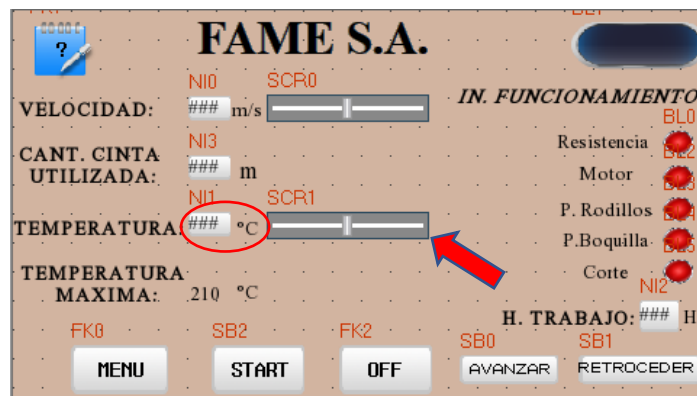 ?
FAME S.A.
NI0
SCR0
VELOCIDAD: ### m/s
IN. FUNCIONAMIENTO
BL0
NI3
Resistencia
CANT. CINTA
UTILIZADA: ### m
Motor
NI1
SCR1
TEMPERATURA: ### °C
P. Rodillos
P.Boquilla
TEMPERATURA
MAXIMA: 210 °C
Corte
NI2
H. TRABAJO: ### H
FK0
SB2
FK2
SB0
SB1
MENU
START
OFF
AVANZAR
RETROCEDER